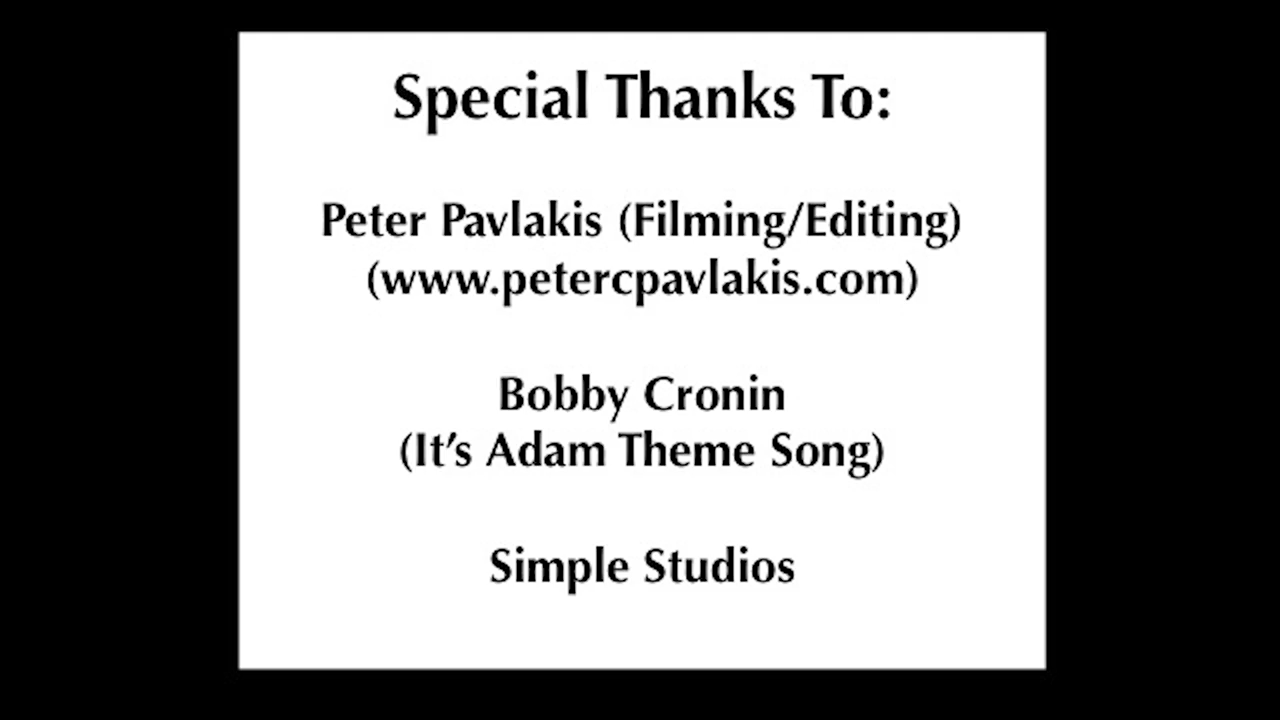 Special Thanks To:
Peter Pavlakis (Filming/Editing)
(www.petercpavlakis.com)
Bobby Cronin
(It’s Adam Theme Song)
Simple Studios